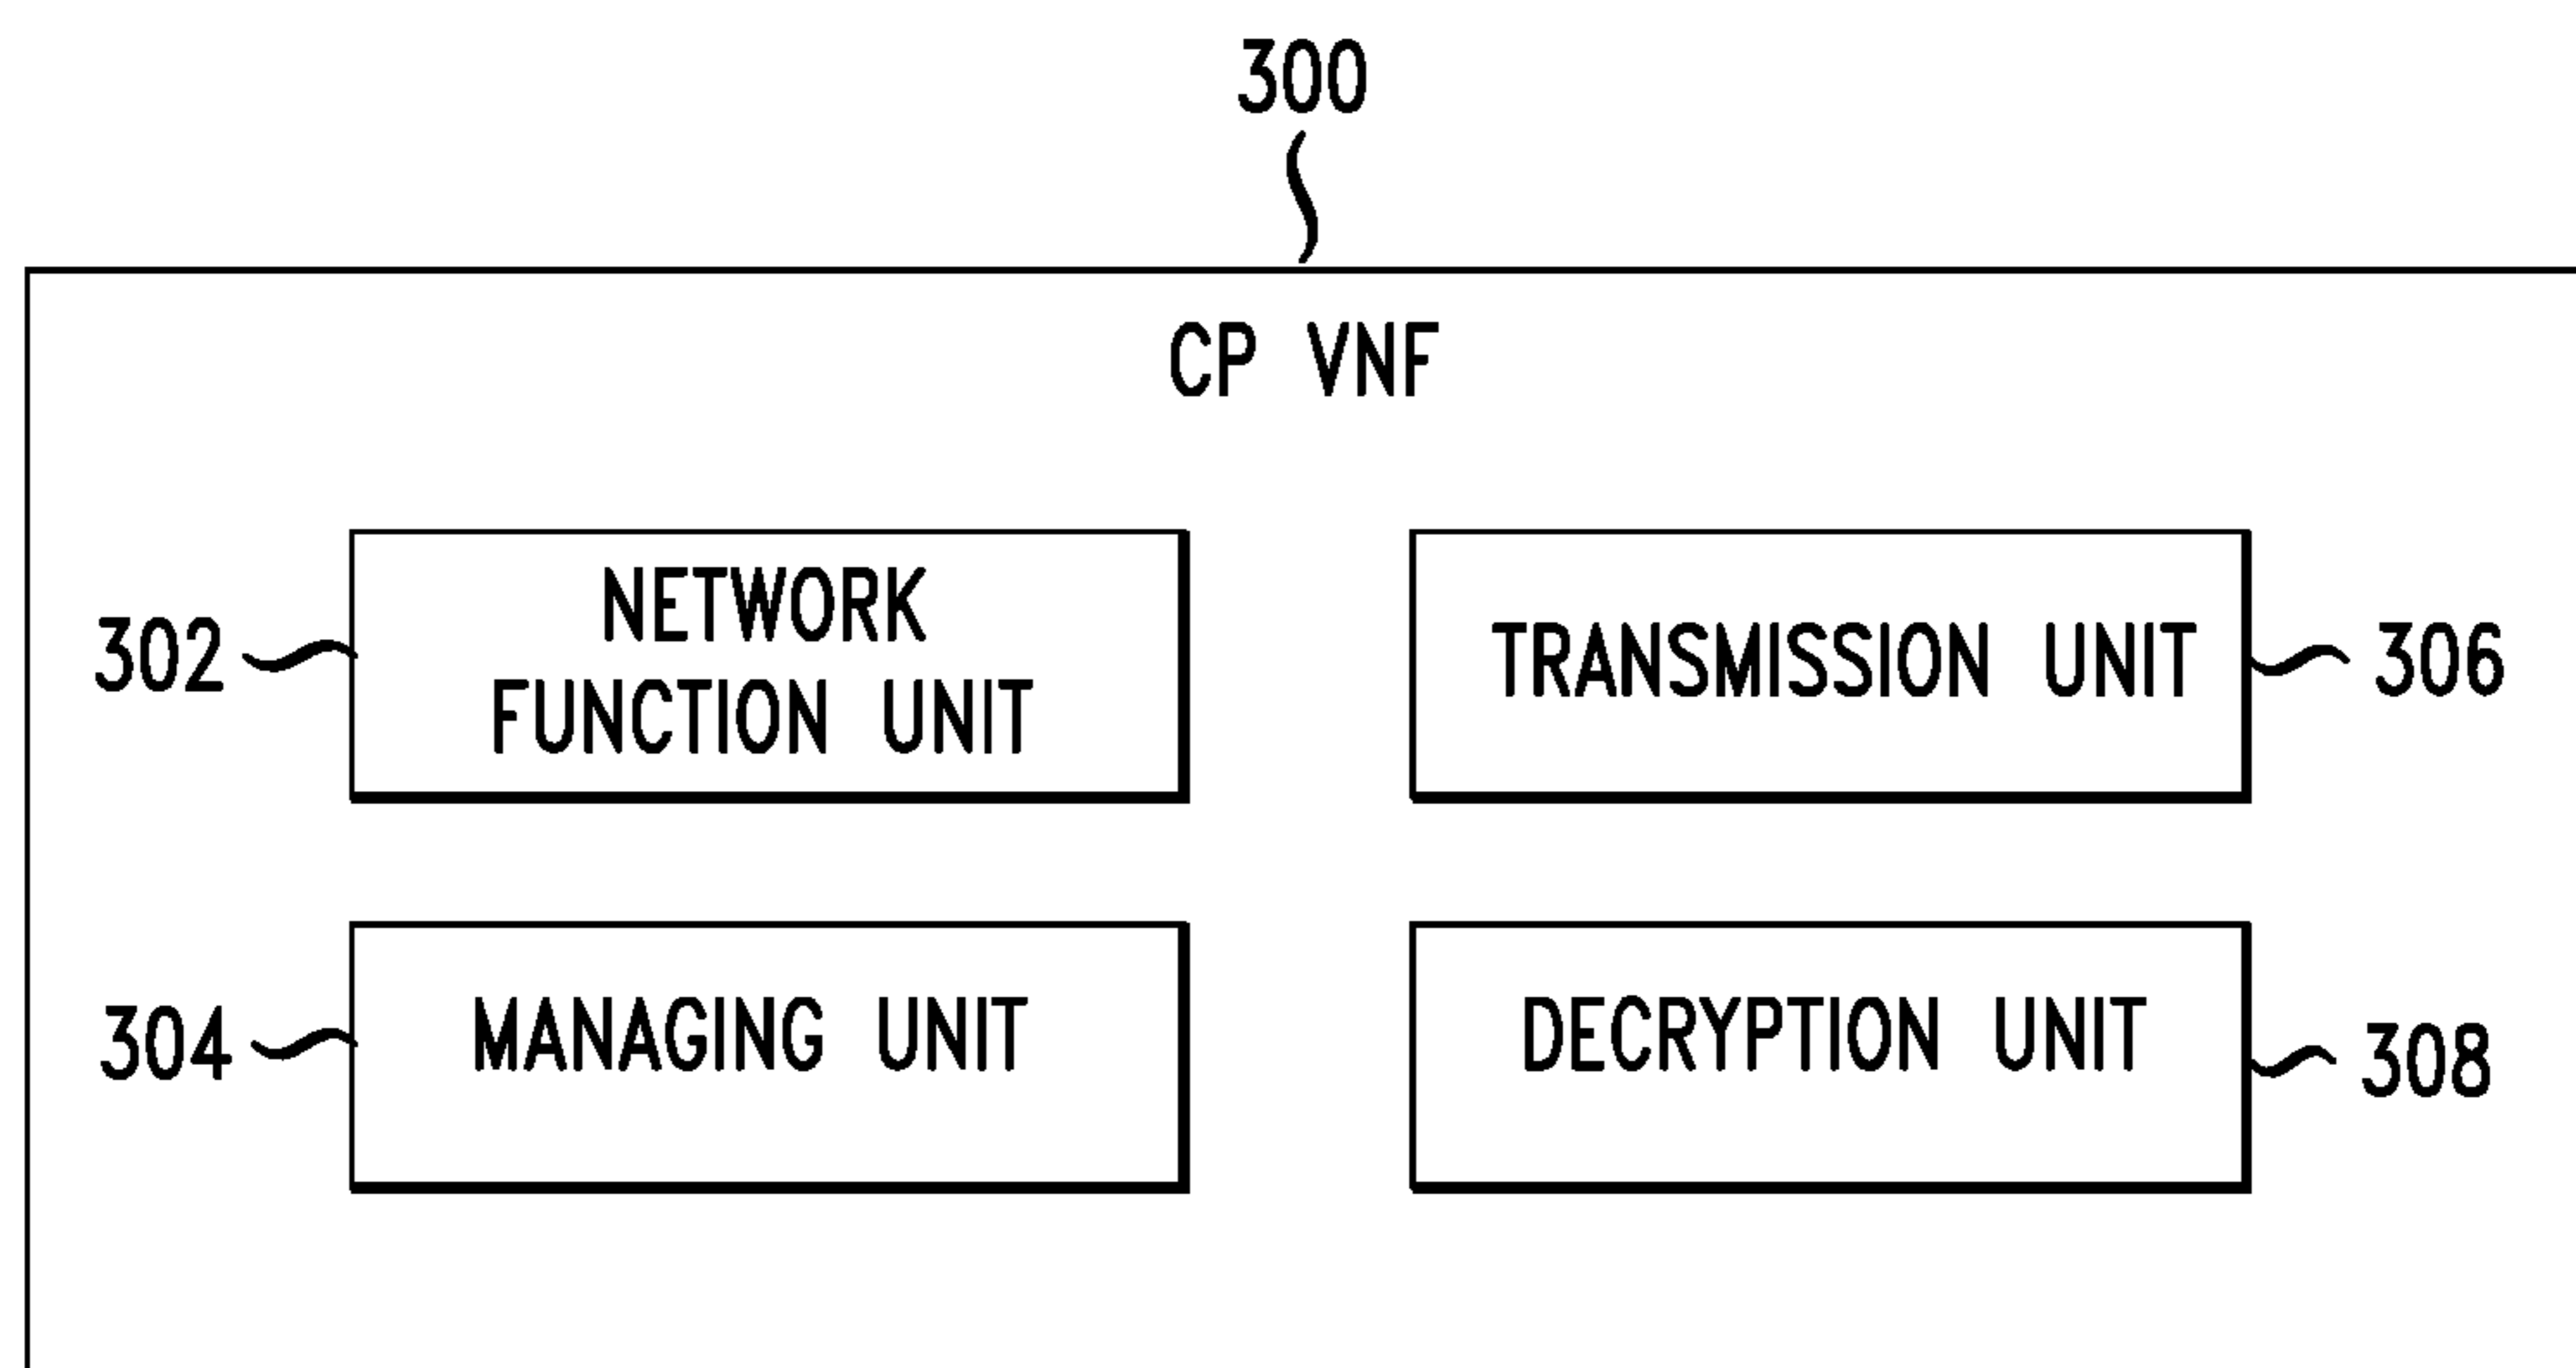 300
CP VNF
NETWORK
FUNCTION UNIT
302
TRANSMISSION UNIT
306
MANAGING UNIT
304
DECRYPTION UNIT
308